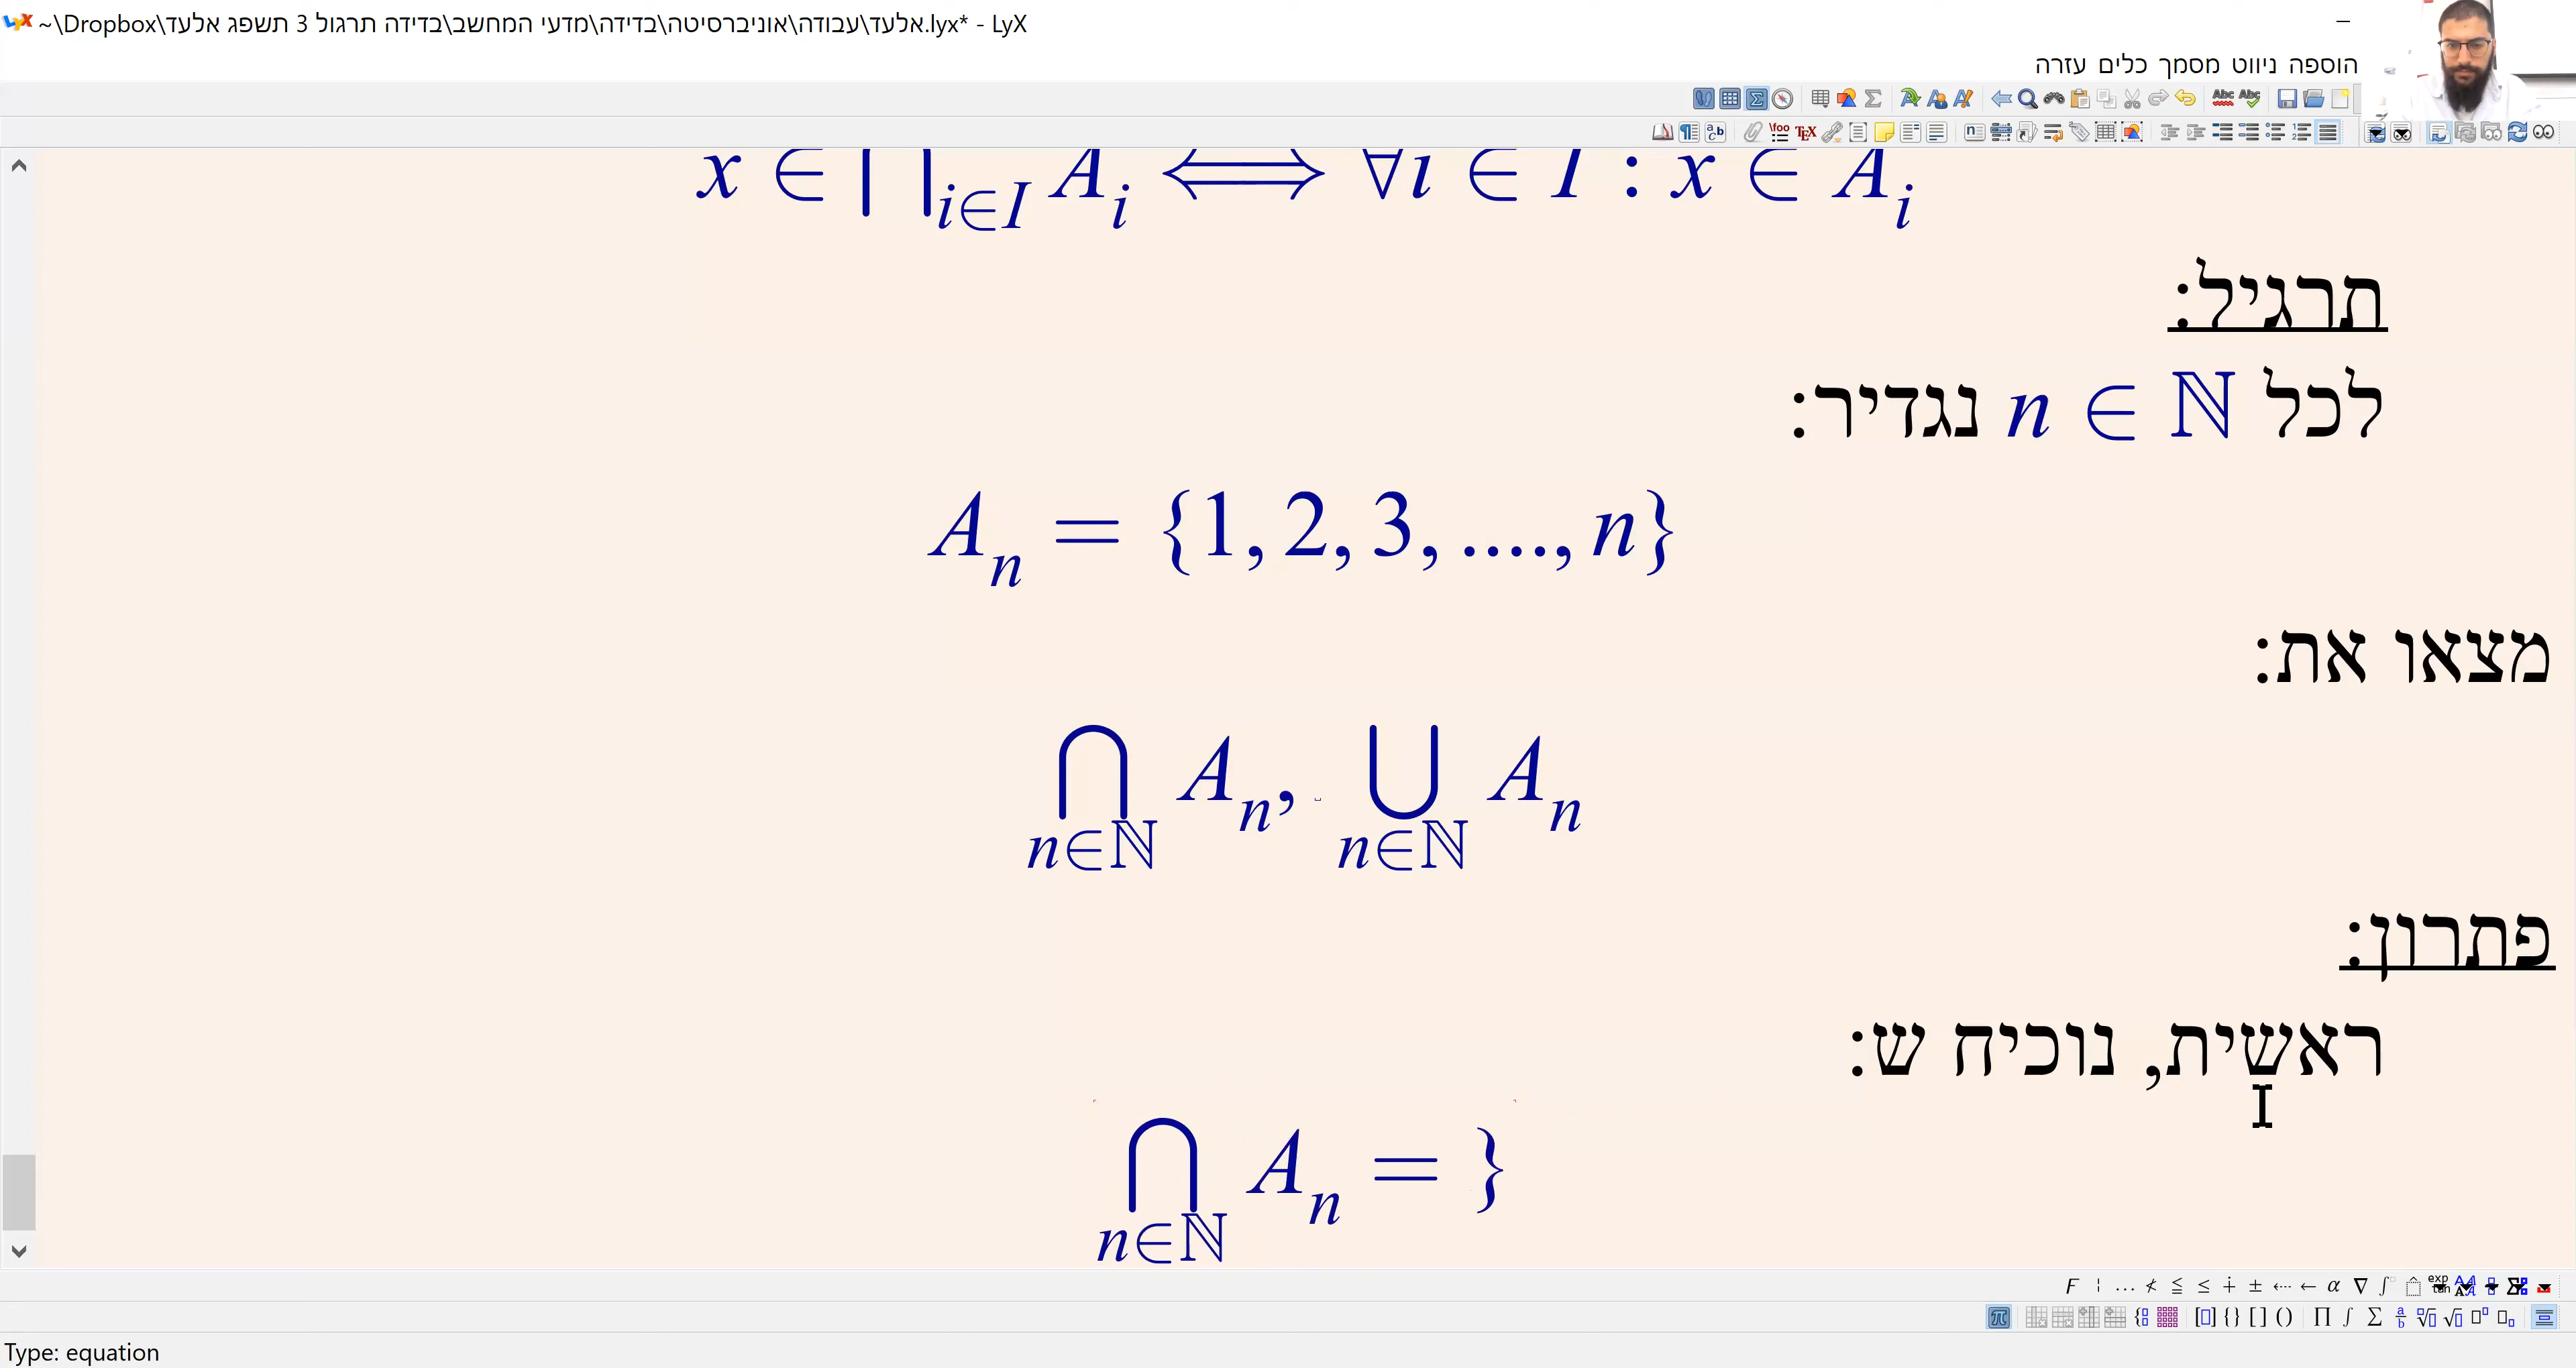 ~\Dropbox\אלעד\עבודה\אוניברסיטה\בדידה\מדעי המחשב\בדידה תרגול 3 תשפג אלעד.lyx* - LyX
הוספה ניווט מסמך כלים עזרה
x ∈ ⋂_{i∈I} A_i ⟺ ∀i ∈ I : x ∈ A_i
תרגיל:
לכל n ∈ ℕ נגדיר:
A_n = {1, 2, 3, ...., n}
מצאו את:
⋂_{n∈ℕ} A_n, ⋃_{n∈ℕ} A_n
פתרון:
ראשית, נוכיח ש:
⋂_{n∈ℕ} A_n = }
Type: equation